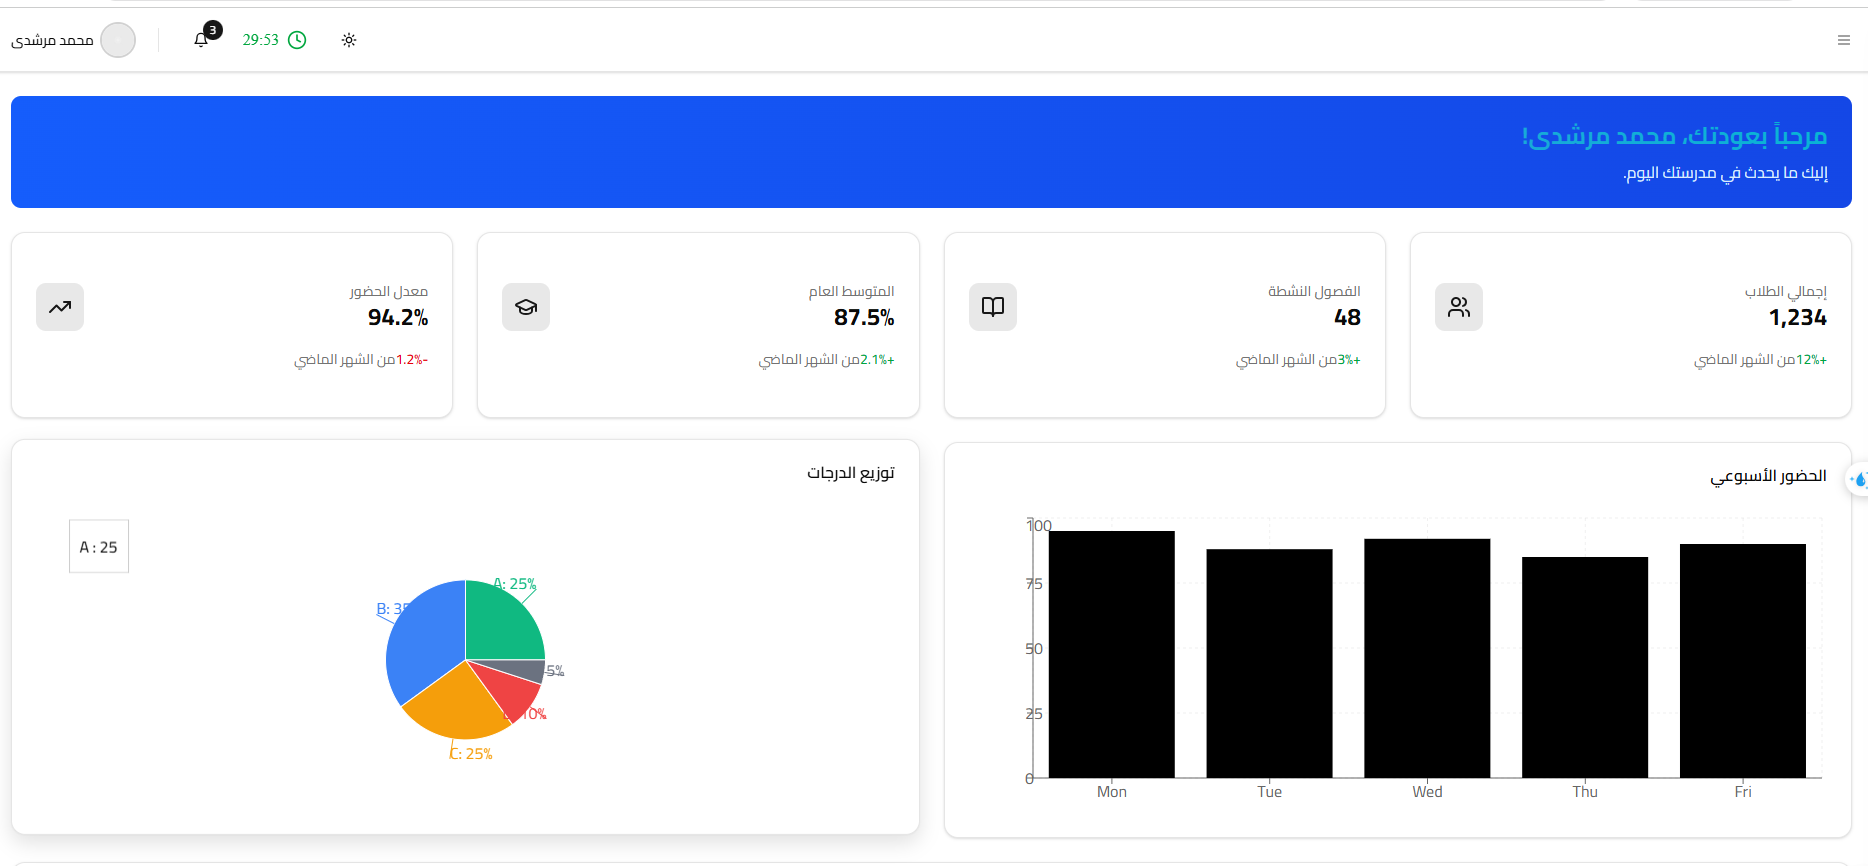 محمد مرشدى
3
29:53
مرحباً بعودتك، محمد مرشدى!
إليك ما يحدث في مدرستك اليوم.
إجمالي الطلاب
1,234
+12%من الشهر الماضي
الفصول النشطة
48
+3%من الشهر الماضي
المتوسط العام
87.5%
+2.1%من الشهر الماضي
معدل الحضور
94.2%
-1.2%من الشهر الماضي
الحضور الأسبوعي
100
75
50
25
0
Mon
Tue
Wed
Thu
Fri
توزيع الدرجات
A : 25
A: 25%
B: 35
5%
10%
C: 25%